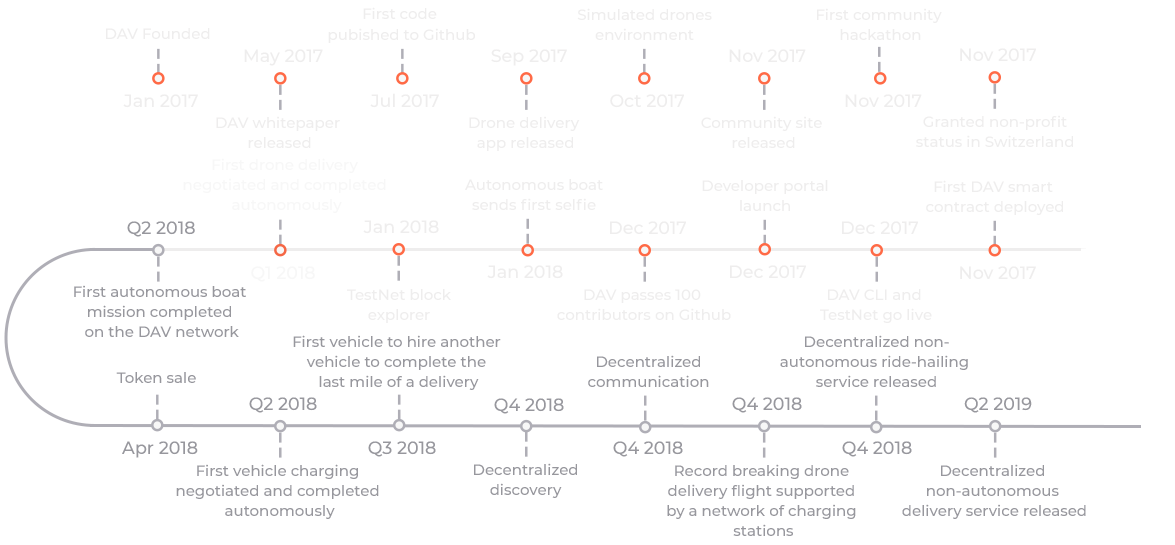 DAV Founded
Jan 2017
May 2017
DAV whitepaper
released
First code
pubished to Github
Jul 2017
Sep 2017
Drone delivery
app released
Simulated drones
environment
Oct 2017
Nov 2017
Community site
released
First community
hackathon
Nov 2017
Nov 2017
Granted non-profit
status in Switzerland
First DAV smart
contract deployed
Nov 2017
Dec 2017
DAV CLI and
TestNet go live
Developer portal
launch
Dec 2017
Dec 2017
DAV passes 100
contributors on Github
Autonomous boat
sends first selfie
Jan 2018
Jan 2018
TestNet block
explorer
First drone delivery
negotiated and completed
autonomously
Q1 2018
Q2 2018
First autonomous boat
mission completed
on the DAV network
Token sale
Apr 2018
Q2 2018
First vehicle charging
negotiated and completed
autonomously
First vehicle to hire another
vehicle to complete the
last mile of a delivery
Q3 2018
Q4 2018
Decentralized
discovery
Decentralized
communication
Q4 2018
Q4 2018
Record breaking drone
delivery flight supported
by a network of charging
stations
Decentralized non-
autonomous ride-hailing
service released
Q4 2018
Q2 2019
Decentralized
non-autonomous
delivery service released